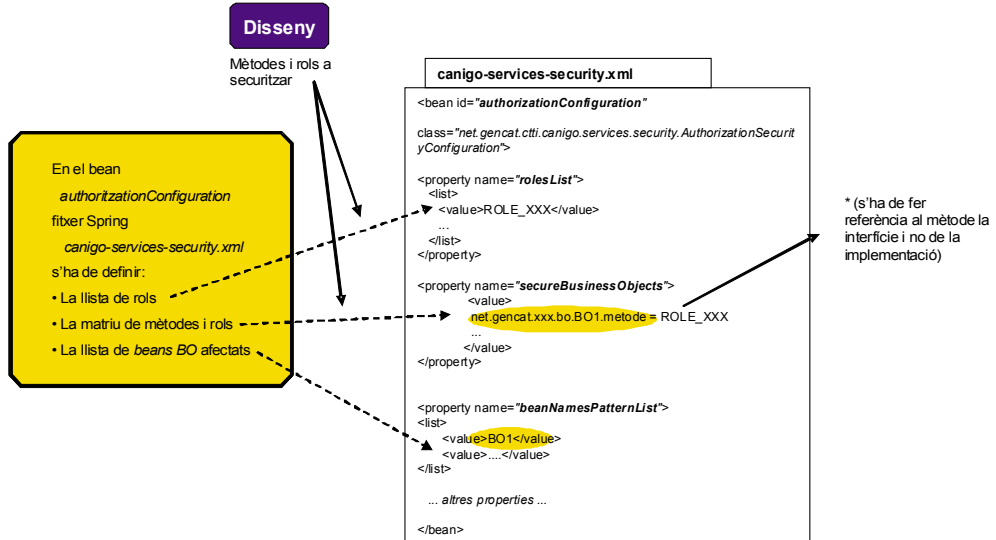 Disseny
Mètodes i rols a
securitzar
En el bean
authoritzationConfiguration
fitxer Spring
canigo-services-security.xml
s'ha de definir:
• La llista de rols
• La matriu de mètodes i rols
• La llista de beans BO afectats
canigo-services-security.xml
<bean id="authorizationConfiguration"
class="net.gencat.ctti.canigo.services.security.AuthorizationSecurit
yConfiguration">
<property name="rolesList">
<list>
<value>ROLE_XXX</value>
...
</list>
</property>
<property name="secureBusinessObjects">
<value>
net.gencat.xxx.bo.BO1.metode = ROLE_XXX
...
</value>
</property>
<property name="beanNamesPatternList">
<list>
<value>BO1</value>
<value>....</value>
</list>
... altres properties ...
</bean>
* (s'ha de fer
referència al mètode la
interfície i no de la
implementació)